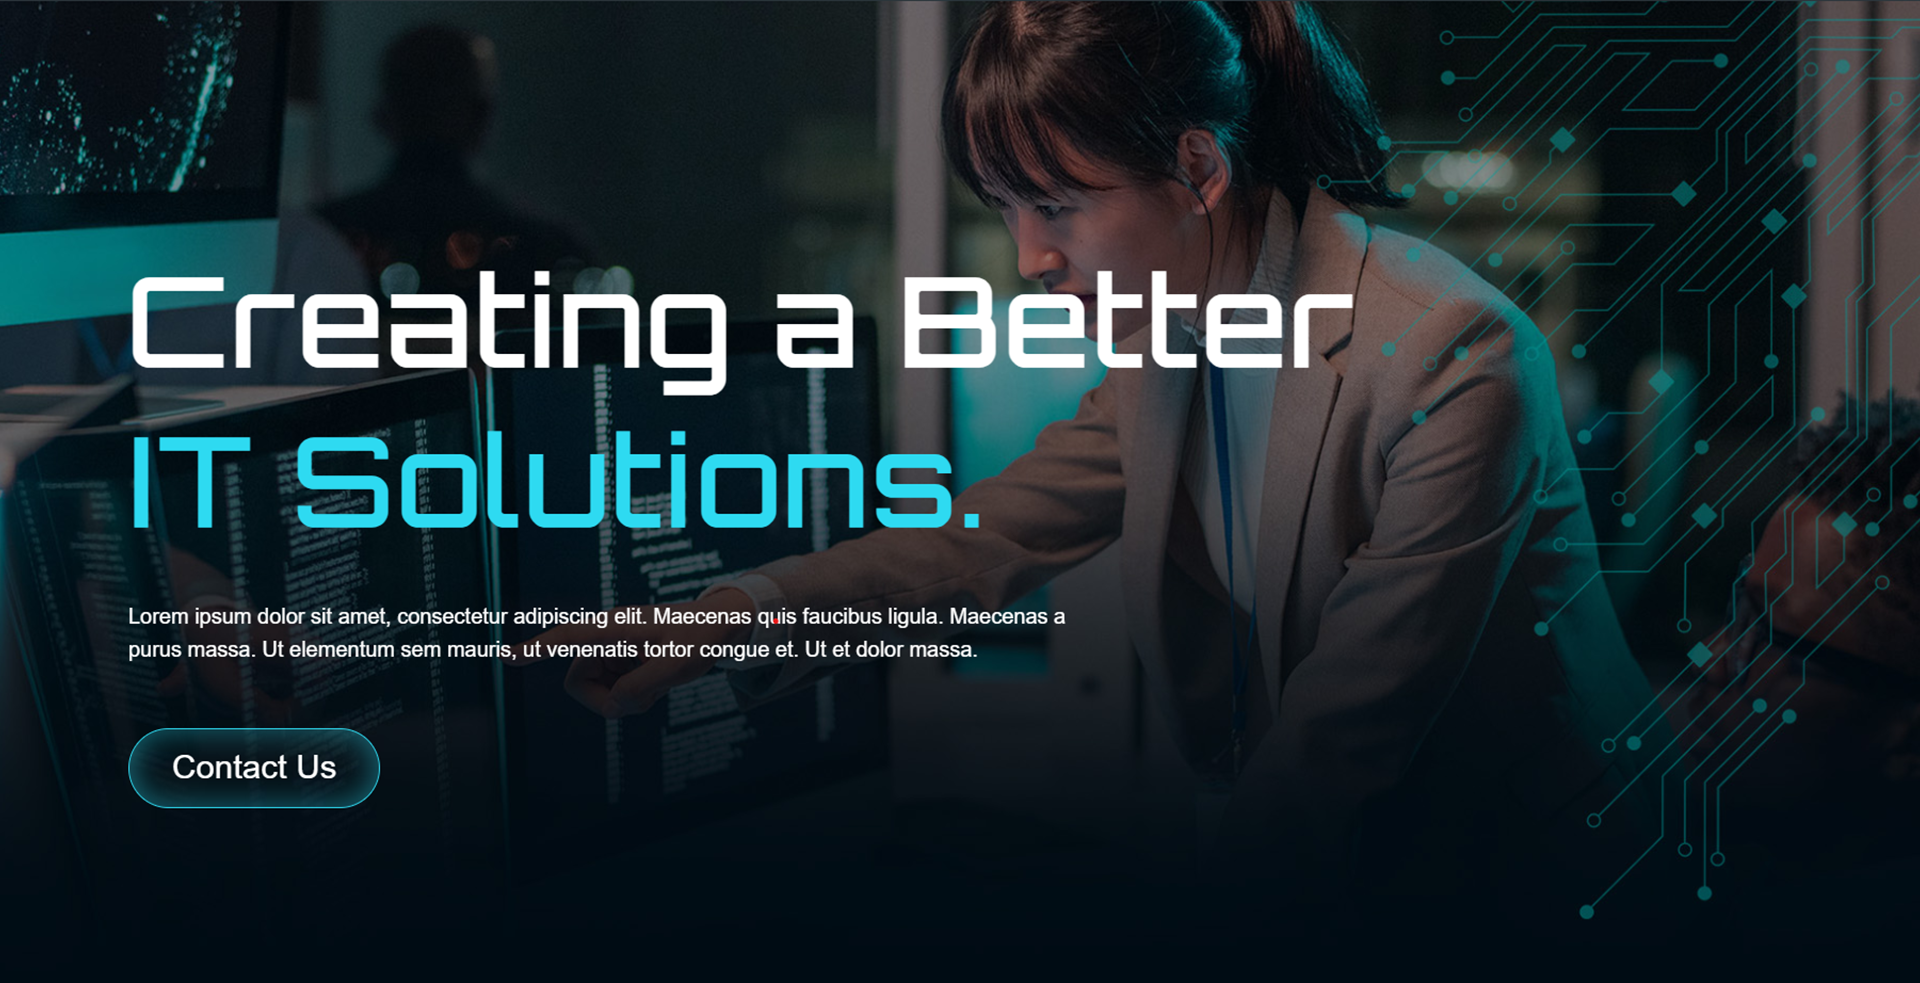 Creating a Better
IT Solutions.
Lorem ipsum dolor sit amet, consectetur adipiscing elit. Maecenas quis faucibus ligula. Maecenas a
purus massa. Ut elementum sem mauris, ut venenatis tortor congue et. Ut et dolor massa.
Contact Us